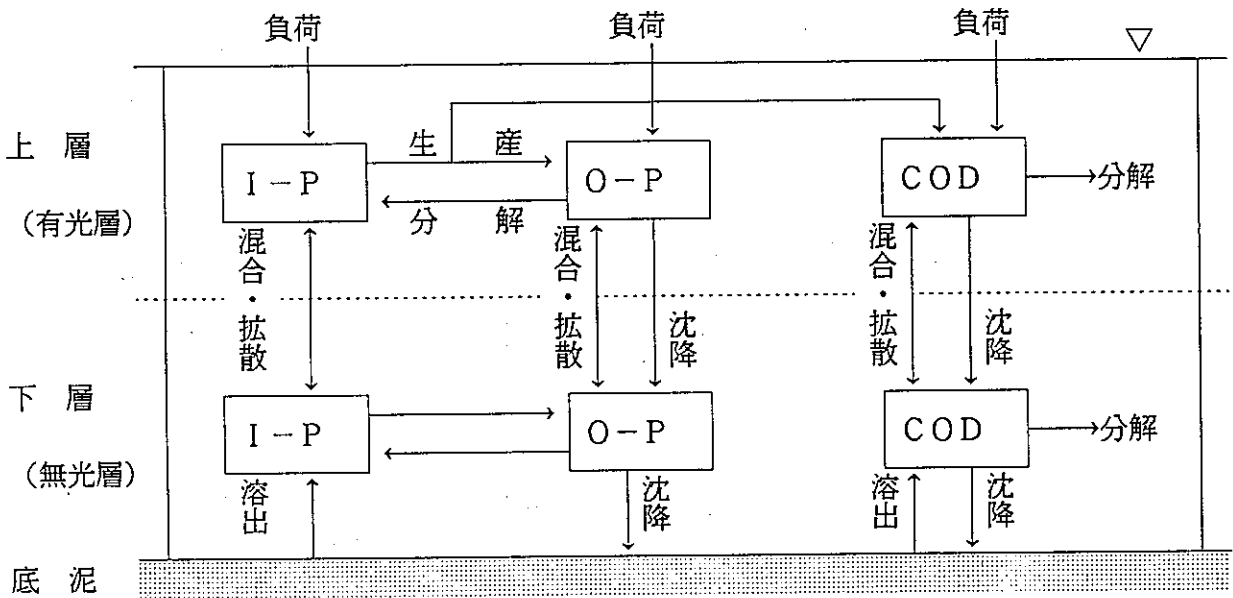 負荷 負荷 負荷 ▽
上層
生産
I-P O-P COD →分解
(有光層)
分解
混合・拡散 混合・拡散 沈降 混合・拡散 沈降
下層
I-P O-P COD →分解
(無光層)
溶出 沈降 溶出 沈降
底泥